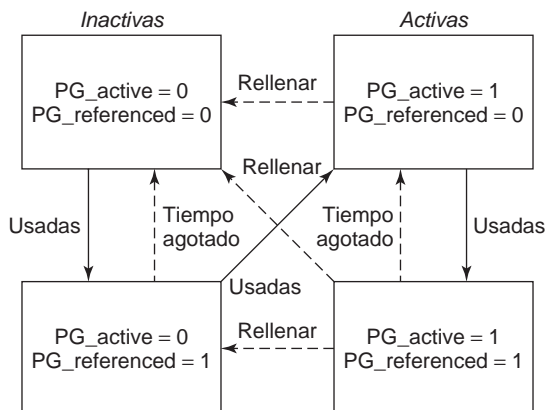 Inactivas
Activas
PG_active = 0
PG_referenced = 0
Rellenar
PG_active = 1
PG_referenced = 0
Rellenar
Usadas
Tiempo
agotado
Tiempo
agotado
Usadas
Usadas
PG_active = 0
PG_referenced = 1
Rellenar
PG_active = 1
PG_referenced = 1